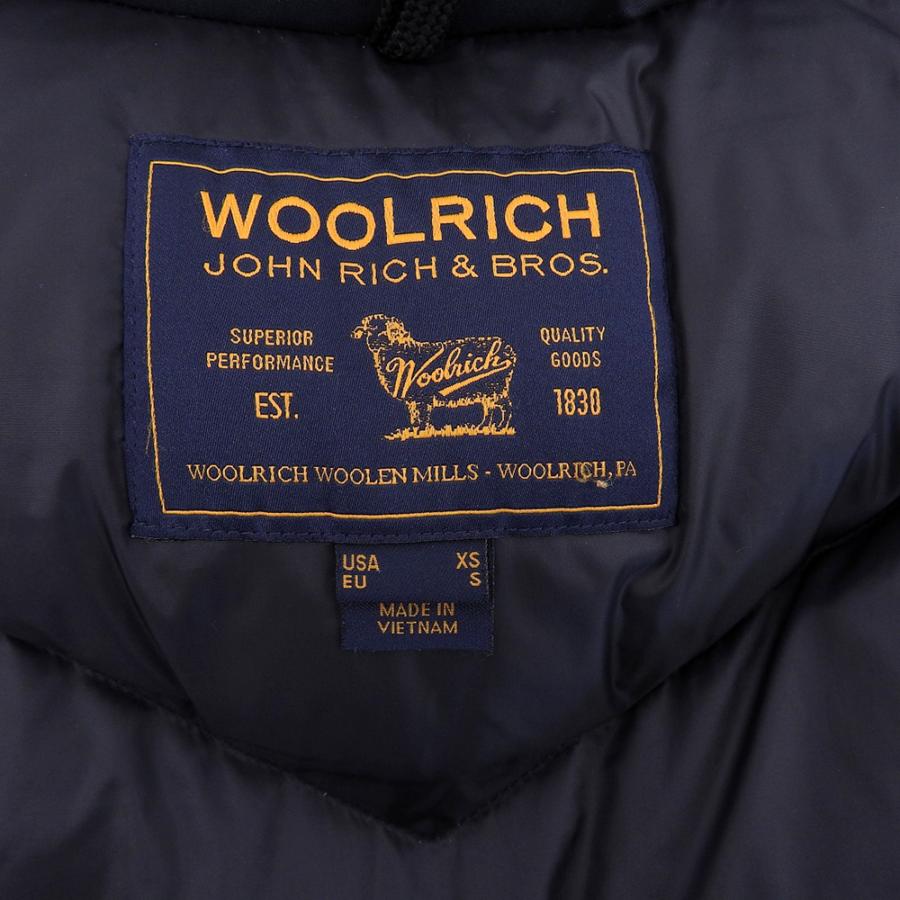 WOOLRICH
JOHN RICH & BROS.
SUPERIOR
PERFORMANCE
EST.
Woolrich
QUALITY
GOODS
1830
WOOLRICH WOOLEN MILLS - WOOLRICH, PA
USA XS
EU S
MADE IN
VIETNAM